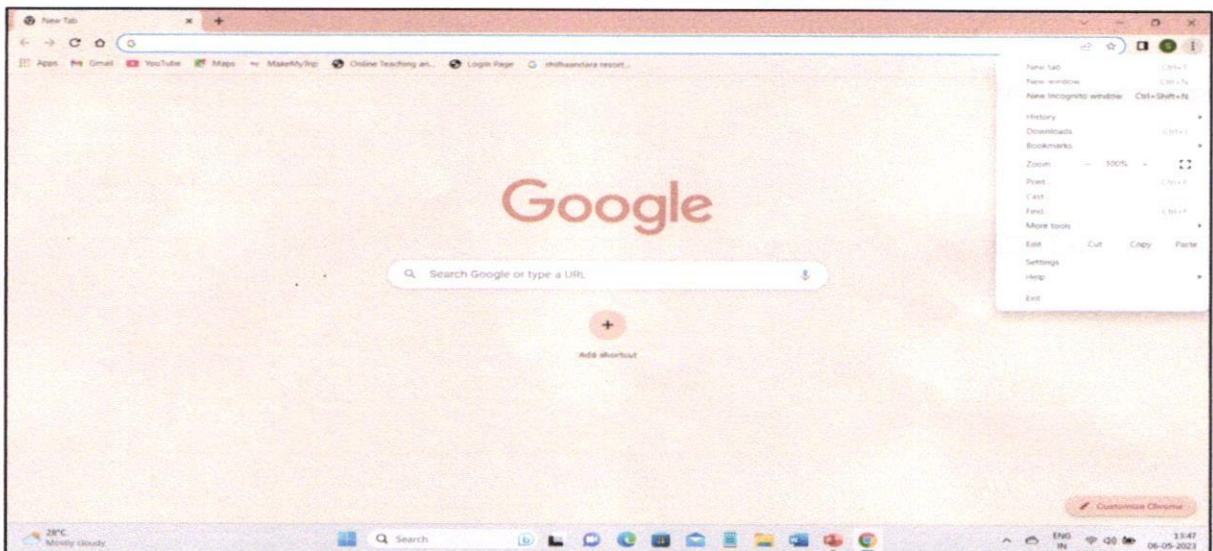 New Tab
Apps Gmail YouTube Maps MakeMyTrip Online Teaching an... Login Page
New tab Ctrl+T
New window Ctrl+N
New Incognito window Ctrl+Shift+N
History
Downloads
Bookmarks
Zoom - 100% +
Print...
Cast...
Find...
More tools
Edit Cut Copy Paste
Settings
Help
Exit
Google
Search Google or type a URL
Add shortcut
Customize Chrome
28°C
Mostly cloudy
Search
ENG
IN
13:47
06-05-2023